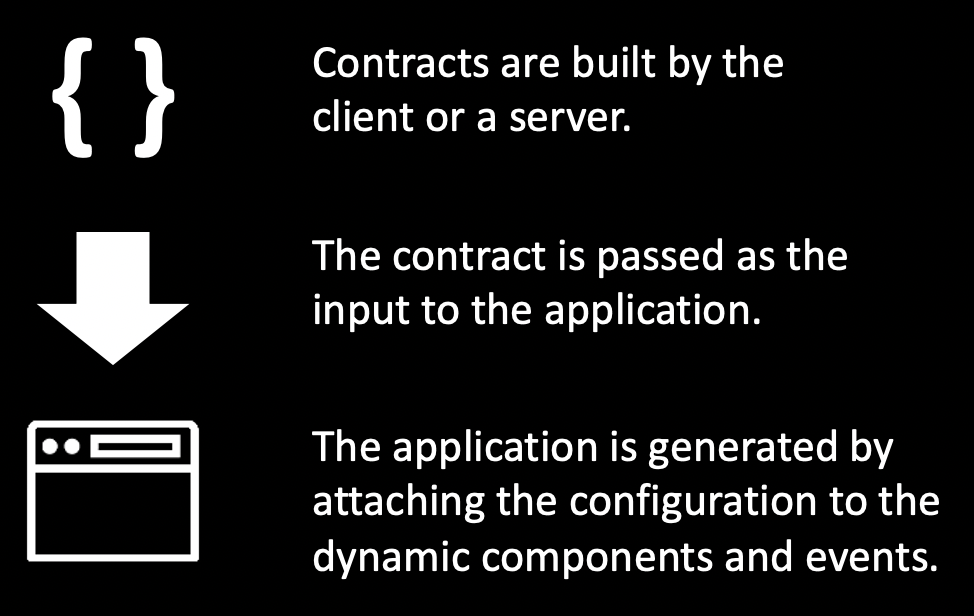 { }
Contracts are built by the
client or a server.
The contract is passed as the
input to the application.
The application is generated by
attaching the configuration to the
dynamic components and events.